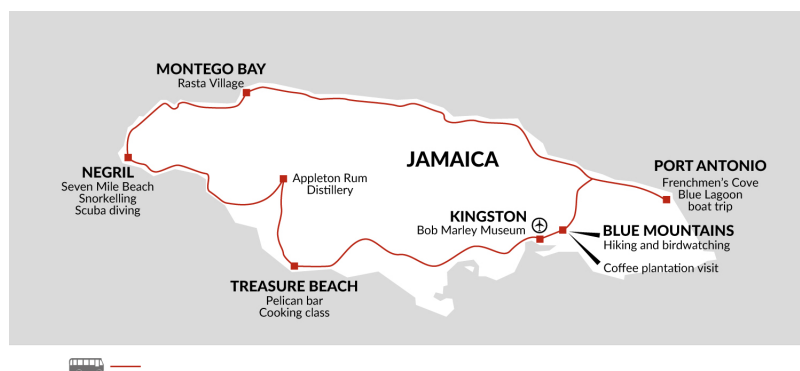 MONTEGO BAY
Rasta Village
JAMAICA
NEGRIL
Seven Mile Beach
Snorkelling
Scuba diving
Appleton Rum
Distillery
PORT ANTONIO
Frenchmen's Cove
Blue Lagoon
boat trip
KINGSTON
Bob Marley Museum
BLUE MOUNTAINS
Hiking and birdwatching
Coffee plantation visit
TREASURE BEACH
Pelican bar
Cooking class